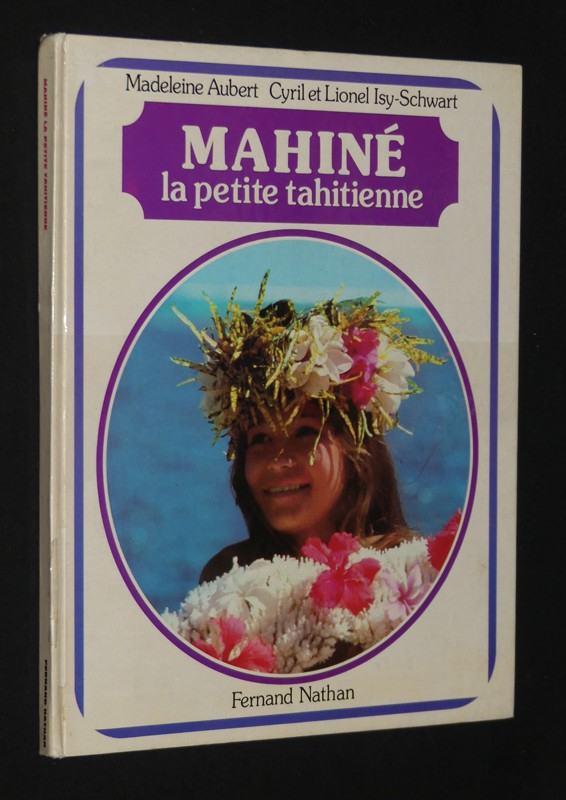 Madeleine Aubert Cyril et Lionel Isy-Schwart
MAHINÉ
la petite tahitienne
Fernand Nathan
MAHINÉ LA PETITE TAHITIENNE
FERNAND NATHAN